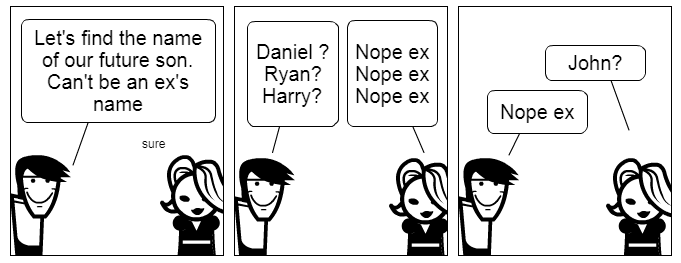 Let's find the name
of our future son.
Can't be an ex's
name
sure
Daniel ?
Ryan?
Harry?
Nope ex
Nope ex
Nope ex
John?
Nope ex